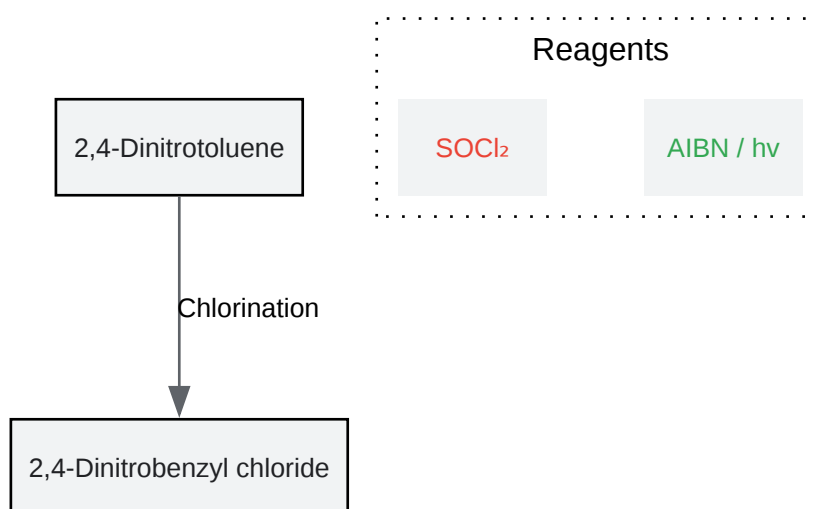 Reagents
2,4-Dinitrotoluene
SOCl₂
AIBN / hv
Chlorination
2,4-Dinitrobenzyl chloride